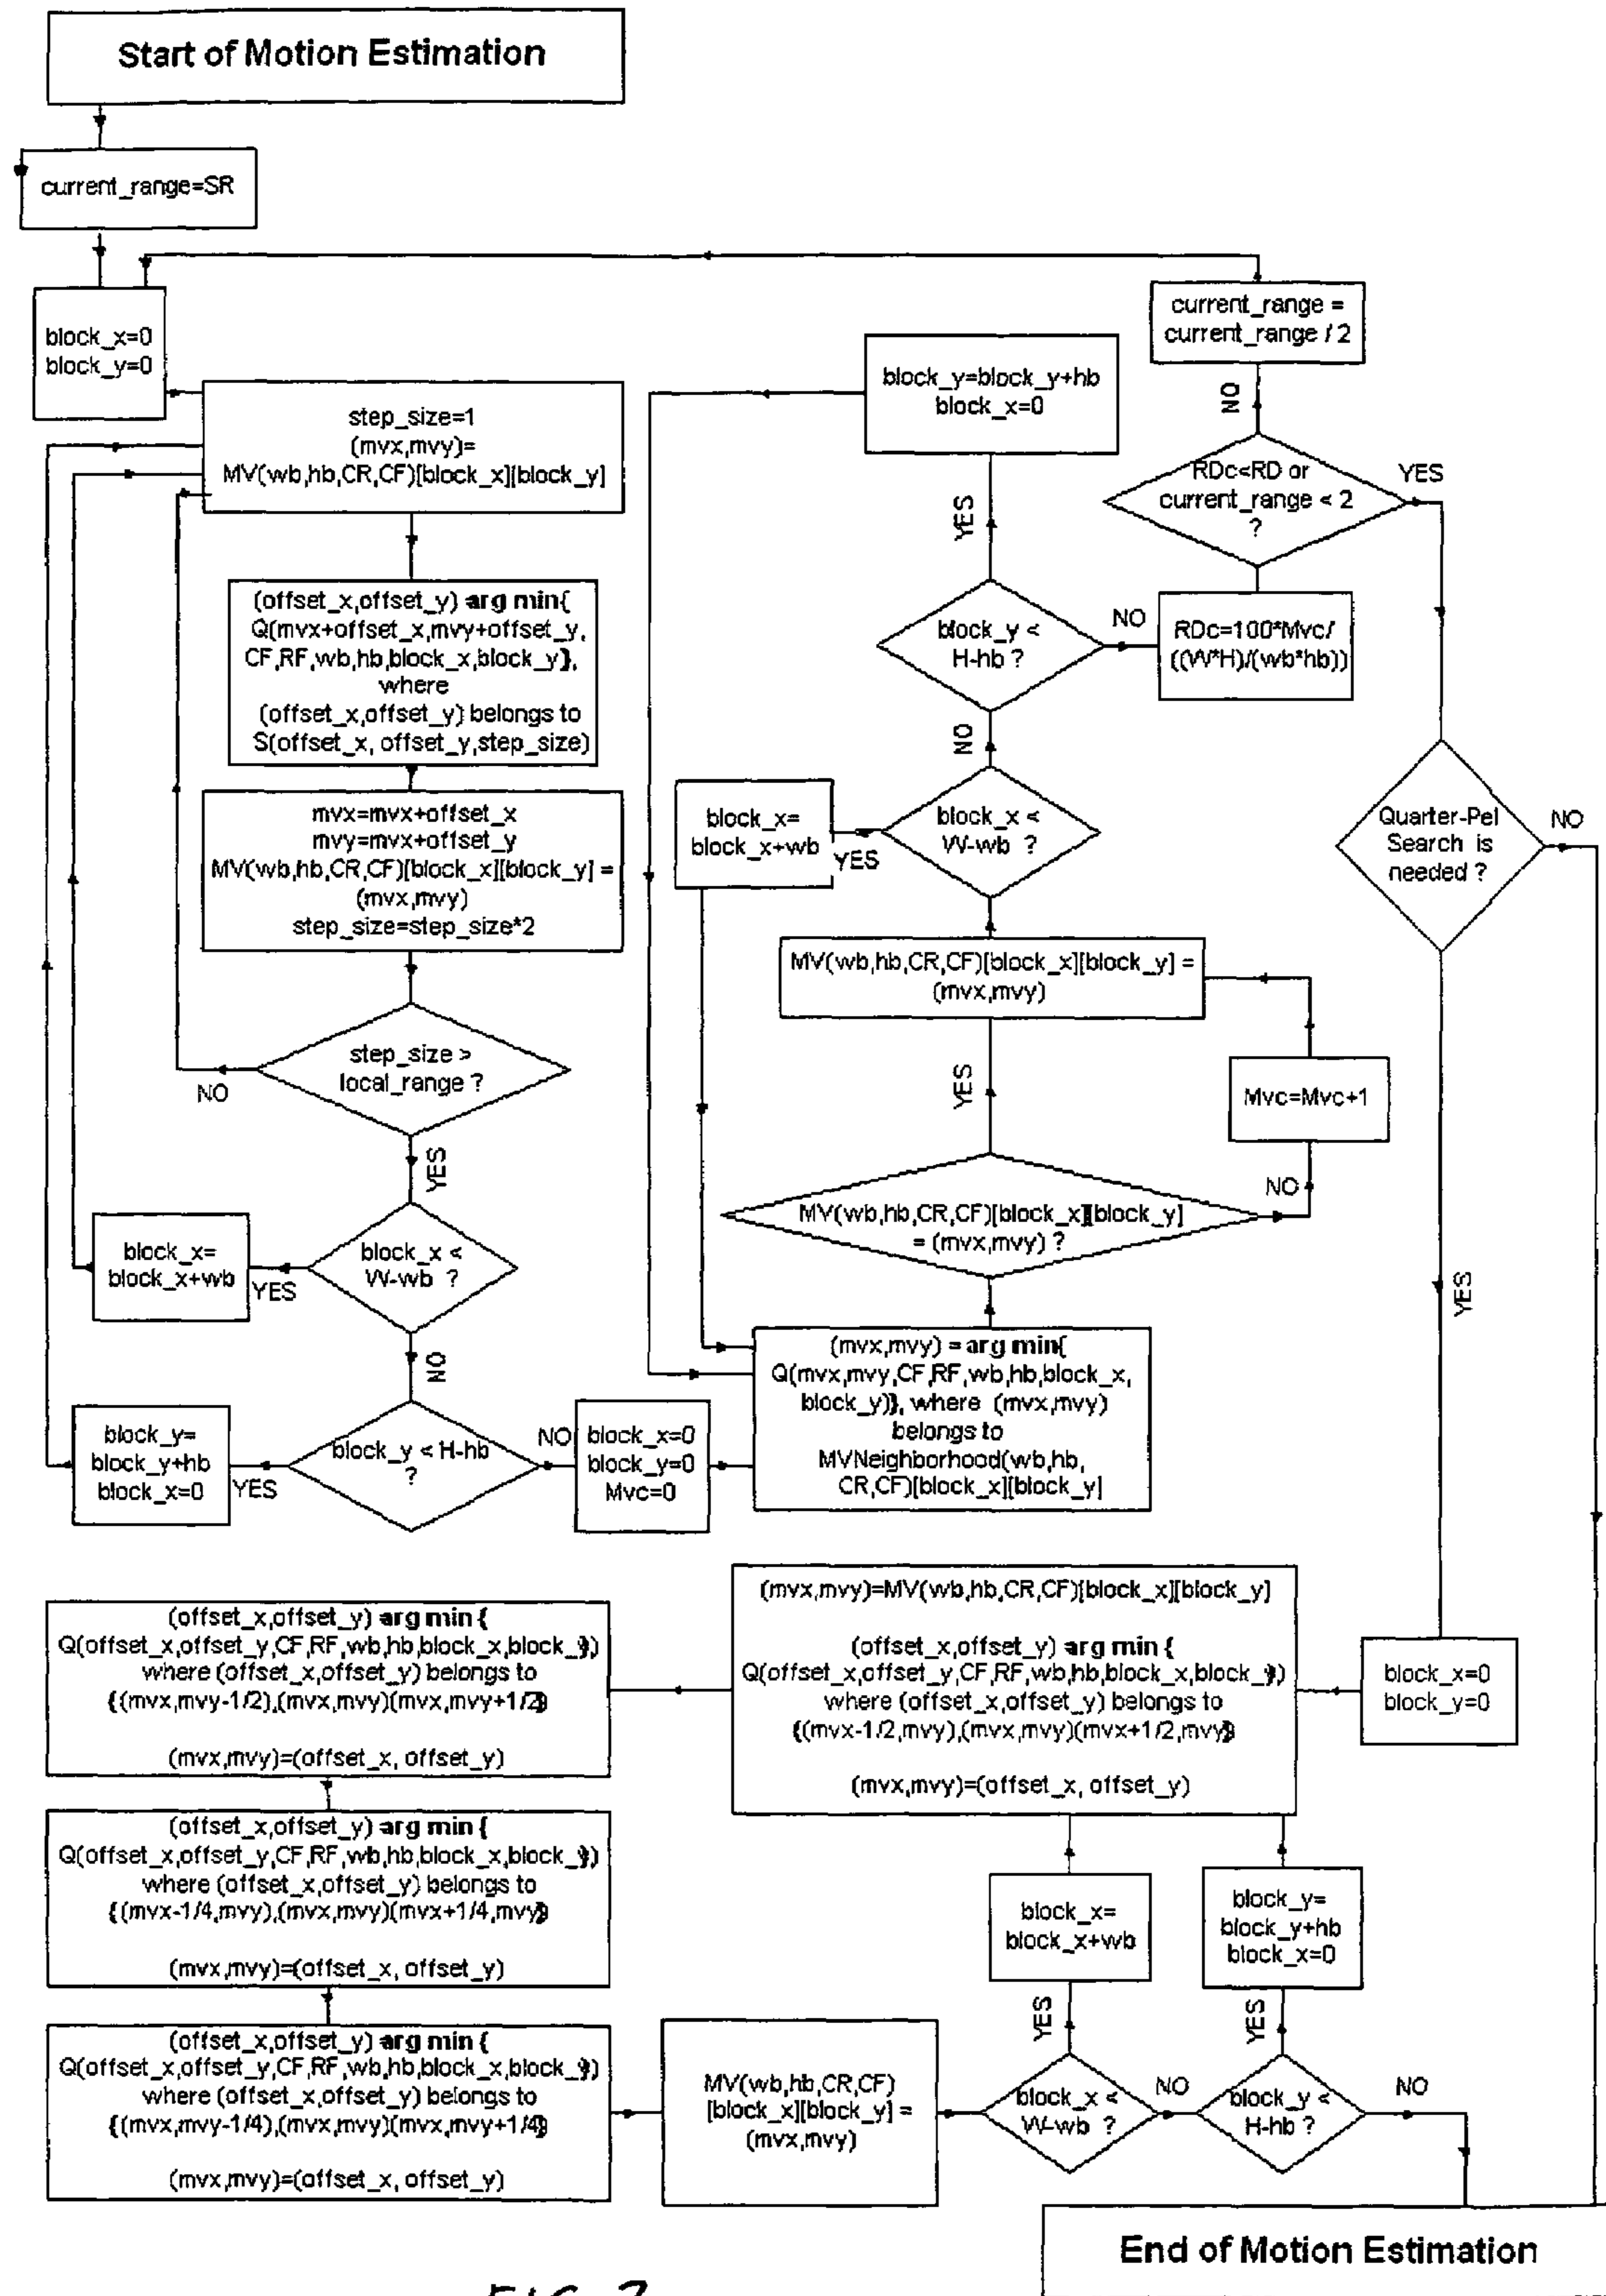 Start of Motion Estimation
current_range=SR
block_x=0
block_y=0
step_size=1
(mvx,mvy)=
MV(wb,hb,CR,CF)[block_x][block_y]
(offset_x,offset_y) arg min{
Q(mvx+offset_x,mvy+offset_y,
CF,RF,wb,hb,block_x,block_y},
where
(offset_x,offset_y) belongs to
S(offset_x, offset_y,step_size)
mvx=mvx+offset_x
mvy=mvx+offset_y
MV(wb,hb,CR,CF)[block_x][block_y] =
(mvx,mvy)
step_size=step_size*2
step_size >
local_range ?
NO
YES
block_x <
W-wb ?
YES
block_x=
block_x+wb
NO
block_y < H-hb
?
YES
block_y=
block_y+hb
block_x=0
NO
block_x=0
block_y=0
Mvc=0
(mvx,mvy) = arg min{
Q(mvx,mvy,CF,RF,wb,hb,block_x,
block_y)}, where (mvx,mvy)
belongs to
MVNeighborhood(wb,hb,
CR,CF)[block_x][block_y]
MV(wb,hb,CR,CF)[block_x][block_y]
= (mvx,mvy) ?
NO
Mvc=Mvc+1
YES
MV(wb,hb,CR,CF)[block_x][block_y] =
(mvx,mvy)
block_x <
W-wb ?
YES
block_x=
block_x+wb
NO
block_y <
H-hb ?
YES
block_y=block_y+hb
block_x=0
NO
RDc=100*Mvc/
((W*H)/(wb*hb))
RDc<RD or
current_range < 2
?
NO
current_range =
current_range / 2
YES
Quarter-Pel
Search is
needed ?
NO
YES
block_x=0
block_y=0
(mvx,mvy)=MV(wb,hb,CR,CF)[block_x][block_y]
(offset_x,offset_y) arg min {
Q(offset_x,offset_y,CF,RF,wb,hb,block_x,block_y})
where (offset_x,offset_y) belongs to
{(mvx-1/2,mvy),(mvx,mvy)(mvx+1/2,mvy)}
(mvx,mvy)=(offset_x, offset_y)
(offset_x,offset_y) arg min {
Q(offset_x,offset_y,CF,RF,wb,hb,block_x,block_y})
where (offset_x,offset_y) belongs to
{(mvx,mvy-1/2),(mvx,mvy)(mvx,mvy+1/2)}
(mvx,mvy)=(offset_x, offset_y)
(offset_x,offset_y) arg min {
Q(offset_x,offset_y,CF,RF,wb,hb,block_x,block_y})
where (offset_x,offset_y) belongs to
{(mvx-1/4,mvy),(mvx,mvy)(mvx+1/4,mvy)}
(mvx,mvy)=(offset_x, offset_y)
(offset_x,offset_y) arg min {
Q(offset_x,offset_y,CF,RF,wb,hb,block_x,block_y})
where (offset_x,offset_y) belongs to
{(mvx,mvy-1/4),(mvx,mvy)(mvx,mvy+1/4)}
(mvx,mvy)=(offset_x, offset_y)
MV(wb,hb,CR,CF)
[block_x][block_y] =
(mvx,mvy)
block_x <
W-wb ?
YES
block_x=
block_x+wb
NO
block_y <
H-hb ?
YES
block_y=
block_y+hb
block_x=0
NO
End of Motion Estimation